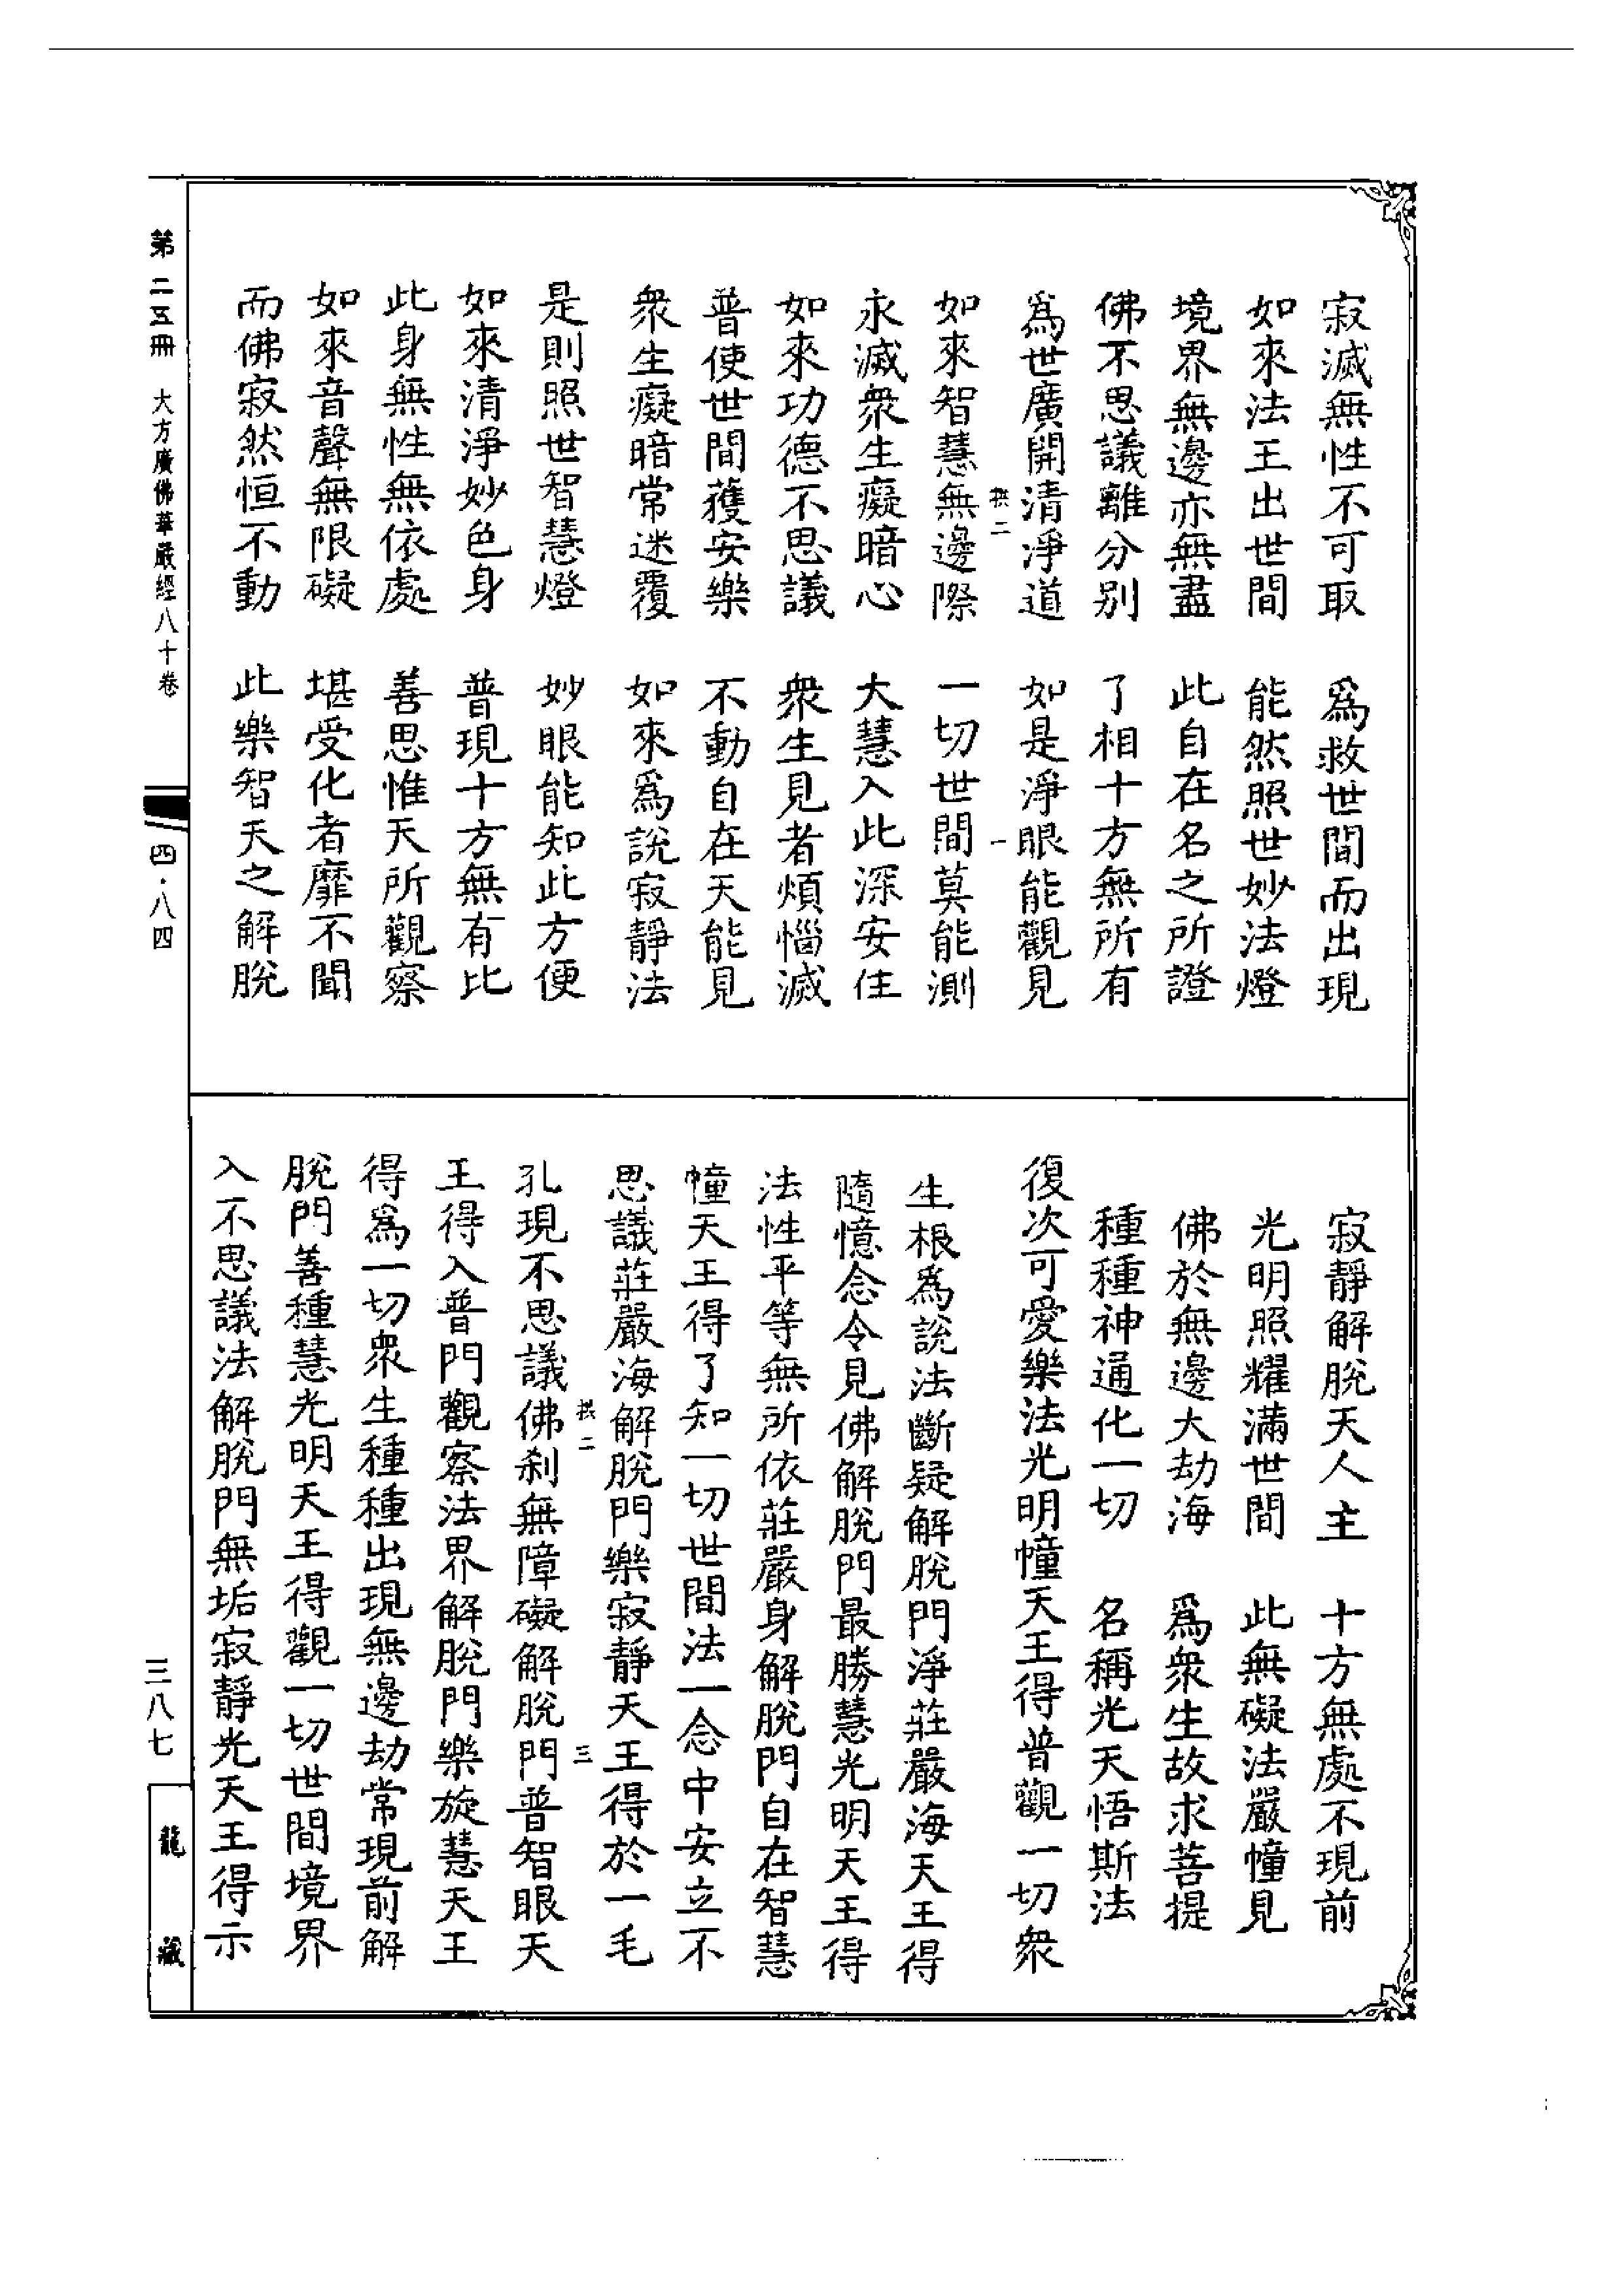 寂滅無性不可取　爲救世間而出現
如來法王出世間　能然照世妙法燈
境界無邊亦無盡　此自在名之所證
佛不思議離分别　了相十方無所有
爲世廣開清淨道　如是淨眼能觀見
拱二　一
如來智慧無邊際　一切世間莫能測
永滅衆生癡暗心　大慧入此深安住
如來功德不思議　衆生見者煩惱滅
普使世間獲安樂　不動自在天能見
衆生癡暗常迷覆　如來爲說寂靜法
是則照世智慧燈　妙眼能知此方便
如來清淨妙色身　普現十方無有比
此身無性無依處　善思惟天所觀察
如來音聲無限礙　堪受化者靡不聞
而佛寂然恒不動　此樂智天之解脫
寂靜解脫天人主　十方無處不現前
光明照耀滿世間　此無礙法嚴幢見
佛於無邊大劫海　爲衆生故求菩提
種種神通化一切　名稱光天悟斯法
復次可愛樂法光明幢天王得普觀一切衆
生根爲說法斷疑解脫門淨莊嚴海天王得
隨憶念令見佛解脫門最勝慧光明天王得
法性平等無所依莊嚴身解脫門自在智慧
幢天王得了知一切世間法一念中安立不
思議莊嚴海解脫門樂寂靜天王得於一毛
拱二　三
孔現不思議佛刹無障礙解脫門普智眼天
王得入普門觀察法界解脫門樂旋慧天王
得爲一切衆生種種出現無邊劫常現前解
脫門善種慧光明天王得觀一切世間境界
入不思議法解脫門無垢寂靜光天王得示
第二五冊　大方廣佛華嚴經八十卷　四·八四　三八七　龍藏